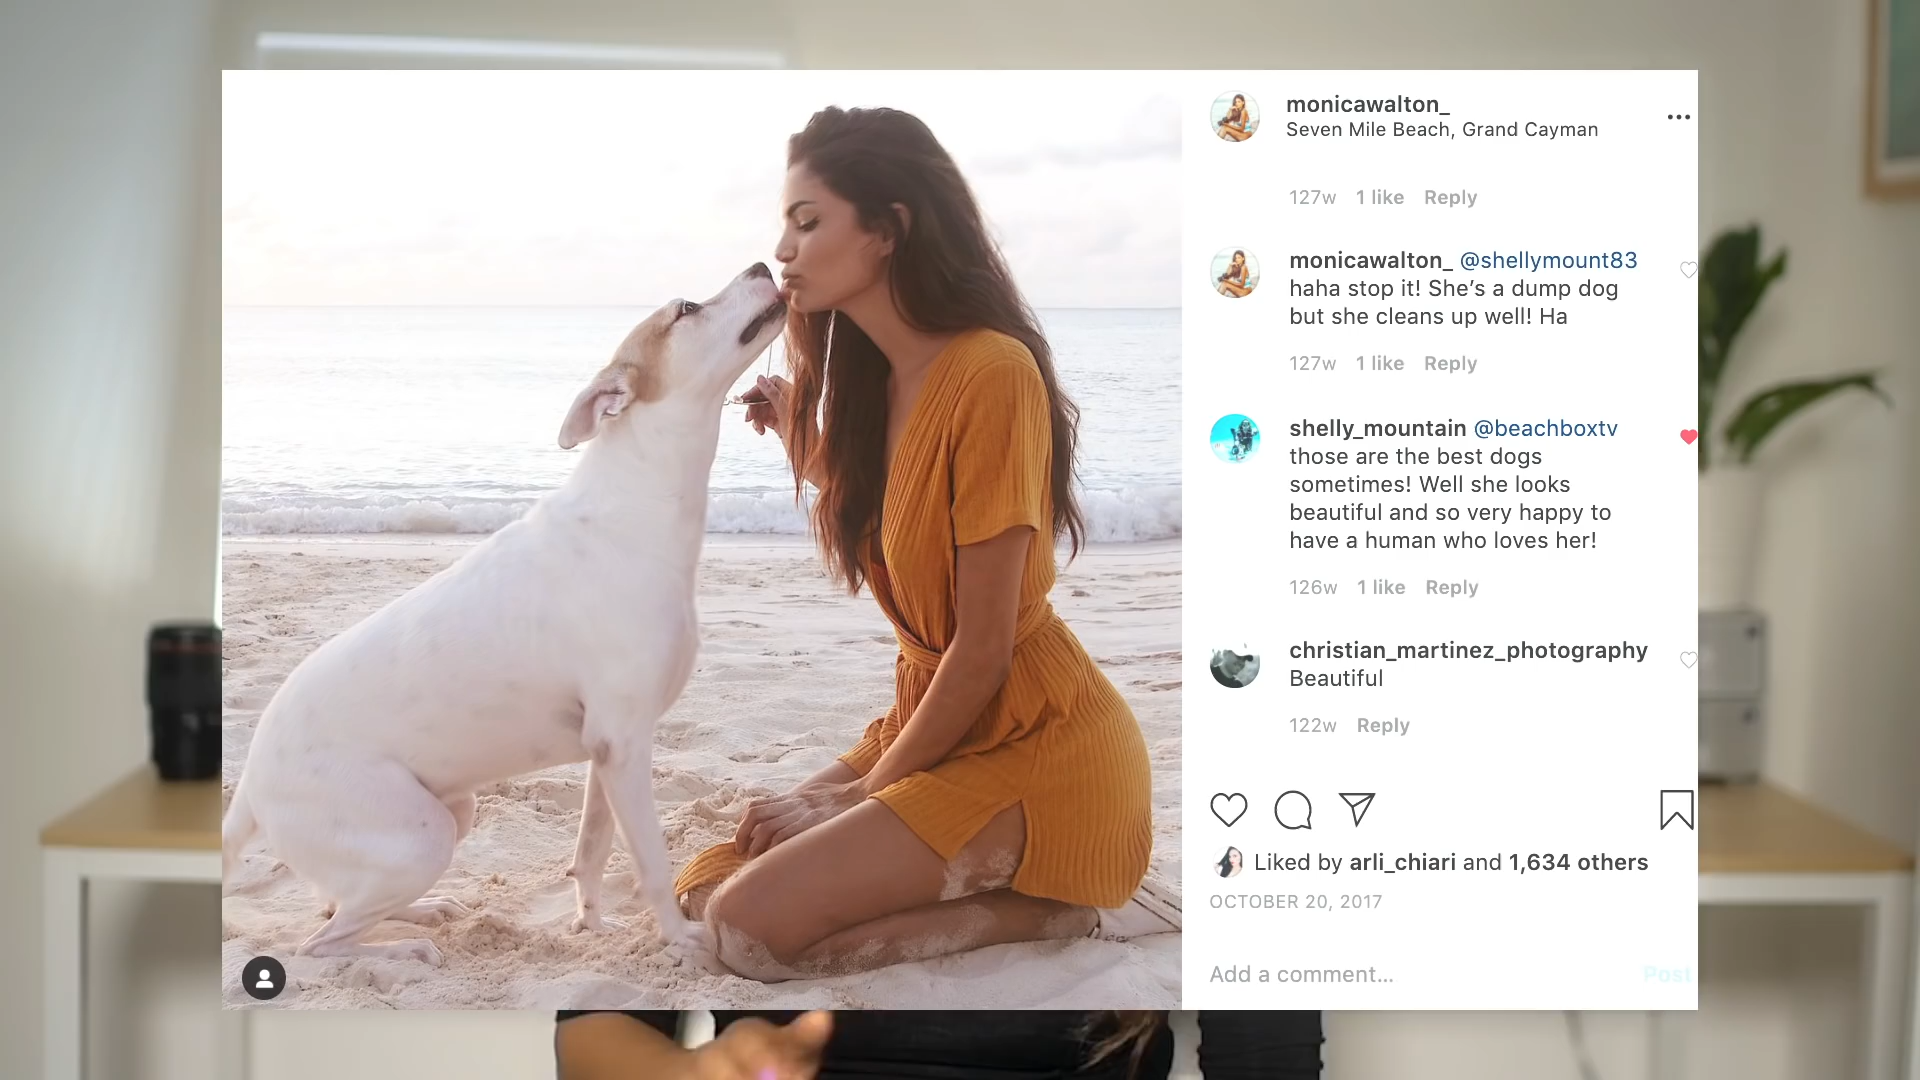 monicawalton_
Seven Mile Beach, Grand Cayman
127w 1 like Reply
monicawalton_ @shellymount83
haha stop it! She's a dump dog
but she cleans up well! Ha
127w 1 like Reply
shelly_mountain @beachboxtv
those are the best dogs
sometimes! Well she looks
beautiful and so very happy to
have a human who loves her!
126w 1 like Reply
christian_martinez_photography
Beautiful
122w Reply
Liked by arli_chiari and 1,634 others
OCTOBER 20, 2017
Add a comment... Post